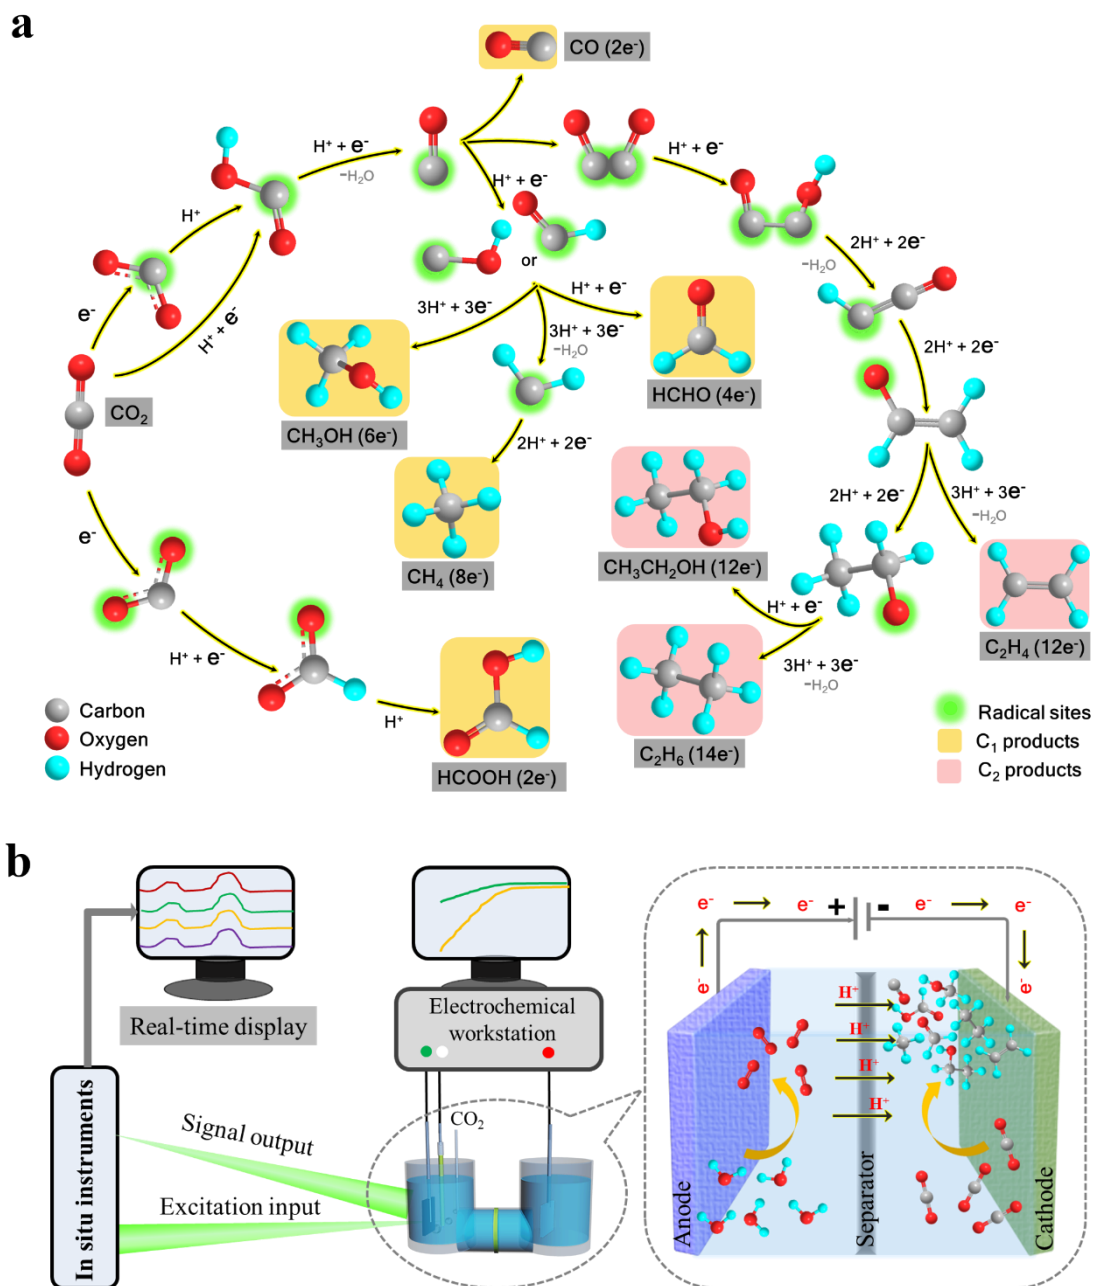 a
CO (2e⁻)
H⁺ + e⁻
−H₂O
H⁺ + e⁻
H⁺ + e⁻
H⁺
or
2H⁺ + 2e⁻
−H₂O
e⁻
H⁺ + e⁻
3H⁺ + 3e⁻
H⁺ + e⁻
3H⁺ + 3e⁻
−H₂O
2H⁺ + 2e⁻
CO₂
HCHO (4e⁻)
CH₃OH (6e⁻)
2H⁺ + 2e⁻
2H⁺ + 2e⁻
3H⁺ + 3e⁻
−H₂O
e⁻
CH₄ (8e⁻)
CH₃CH₂OH (12e⁻)
H⁺ + e⁻
C₂H₄ (12e⁻)
H⁺ + e⁻
3H⁺ + 3e⁻
−H₂O
H⁺
C₂H₆ (14e⁻)
HCOOH (2e⁻)
Carbon
Oxygen
Hydrogen
Radical sites
C₁ products
C₂ products
b
Real-time display
Electrochemical
workstation
In situ instruments
Signal output
Excitation input
CO₂
e⁻
e⁻
+
-
e⁻
e⁻
e⁻
e⁻
H⁺
H⁺
H⁺
H⁺
Anode
Separator
Cathode